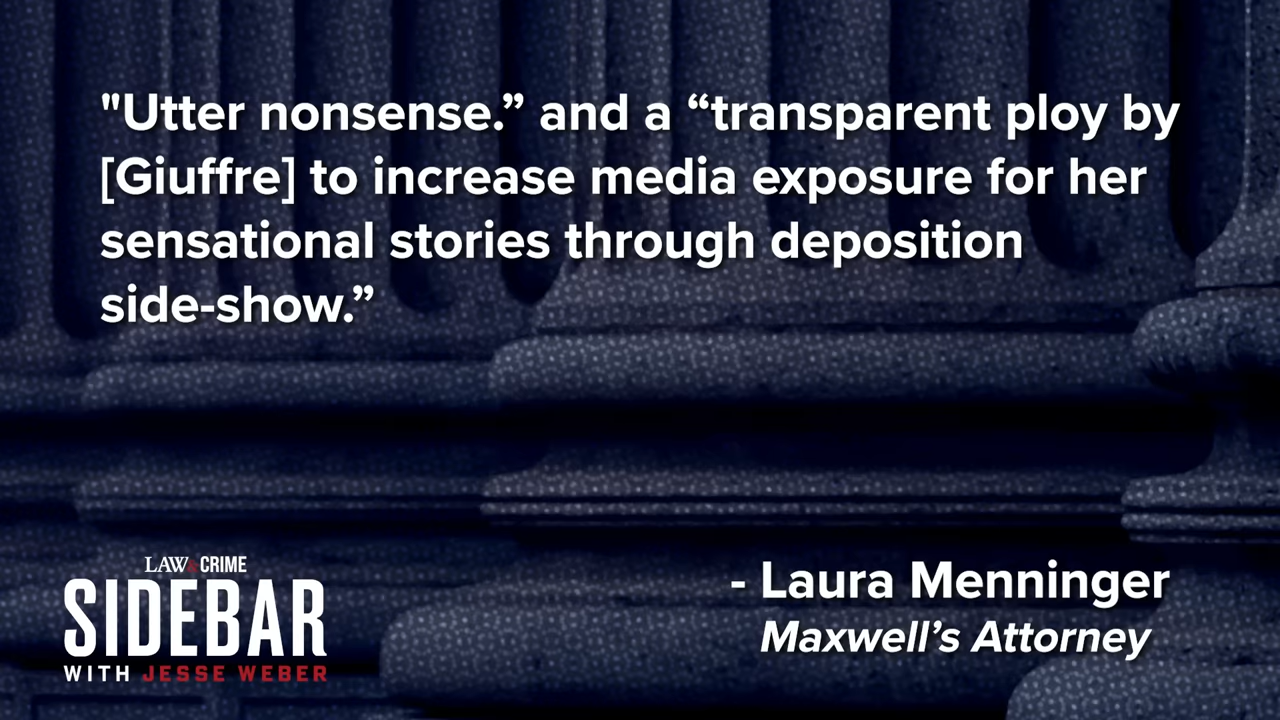 "Utter nonsense.” and a “transparent ploy by
[Giuffre] to increase media exposure for her
sensational stories through deposition
side-show.”
- Laura Menninger
Maxwell’s Attorney
LAW&CRIME
SIDEBAR
WITH JESSE WEBER